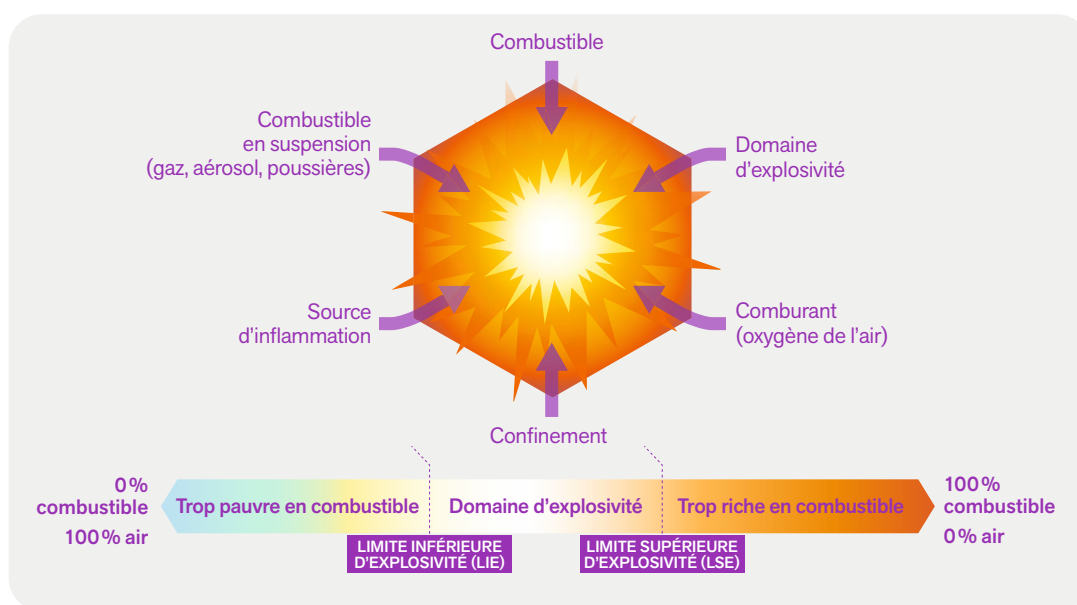 Combustible
Combustible
en suspension
(gaz, aérosol, poussières)
Domaine
d'explosivité
Source
d'inflammation
Comburant
(oxygène de l'air)
Confinement
0 %
combustible
100 % air
Trop pauvre en combustible
Domaine d'explosivité
Trop riche en combustible
100 %
combustible
0 % air
LIMITE INFÉRIEURE
D'EXPLOSIVITÉ (LIE)
LIMITE SUPÉRIEURE
D'EXPLOSIVITÉ (LSE)